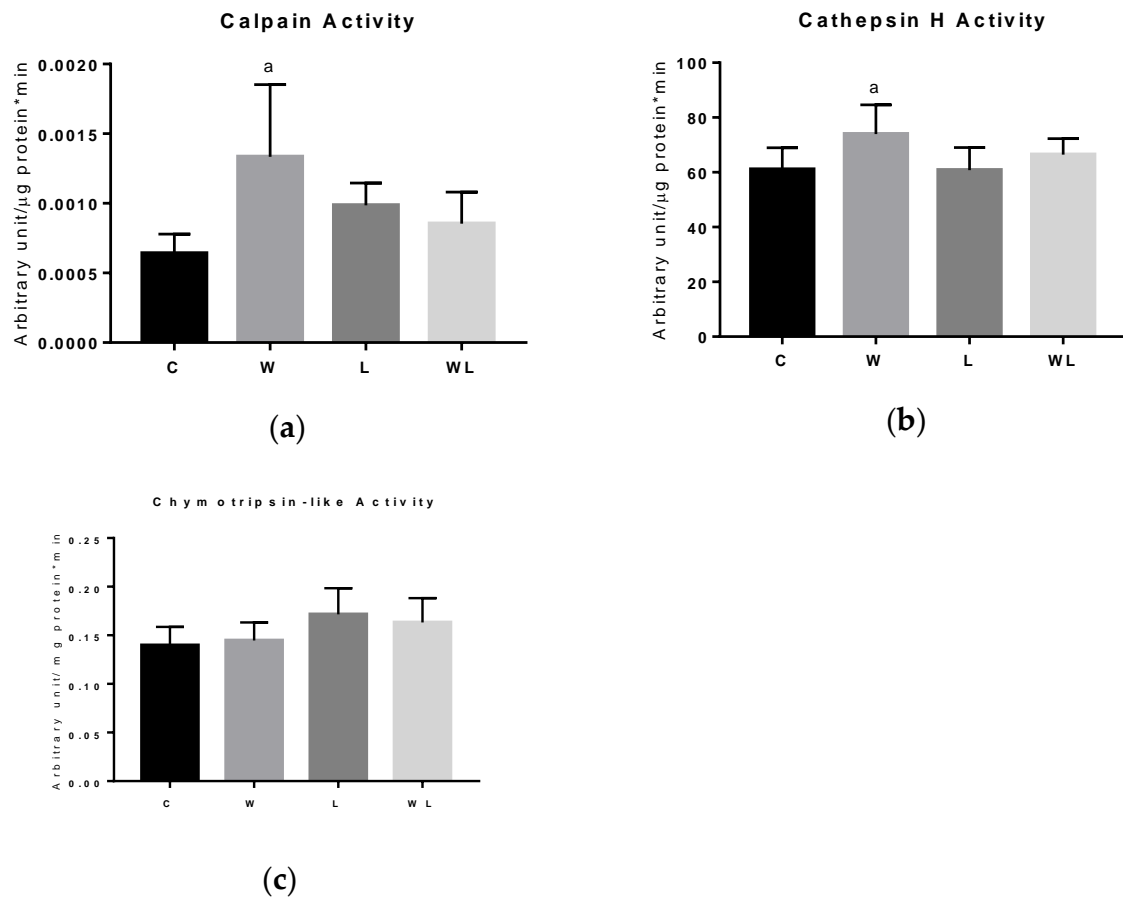 Calpain Activity
Arbitrary unit/µg protein*min
0.0020
0.0015
0.0010
0.0005
0.0000
a
C W L WL
(a)
Cathepsin H Activity
Arbitrary unit/µg protein*min
100
80
60
40
20
0
a
C W L WL
(b)
Chymotripsin-like Activity
Arbitrary unit/mg protein*min
0.25
0.20
0.15
0.10
0.05
0.00
C W L WL
(c)